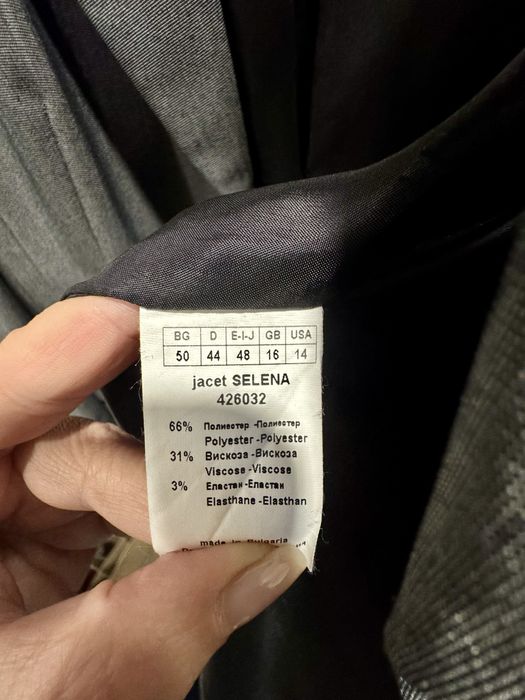 BG D E-I-J GB USA
50 44 48 16 14
jacet SELENA
426032
66% Полиестер -Полиестер
Polyester -Polyester
31% Вискоза -Вискоза
Viscose -Viscose
3% Еластан -Еластан
Elasthane -Elasthan
made in Bulgaria